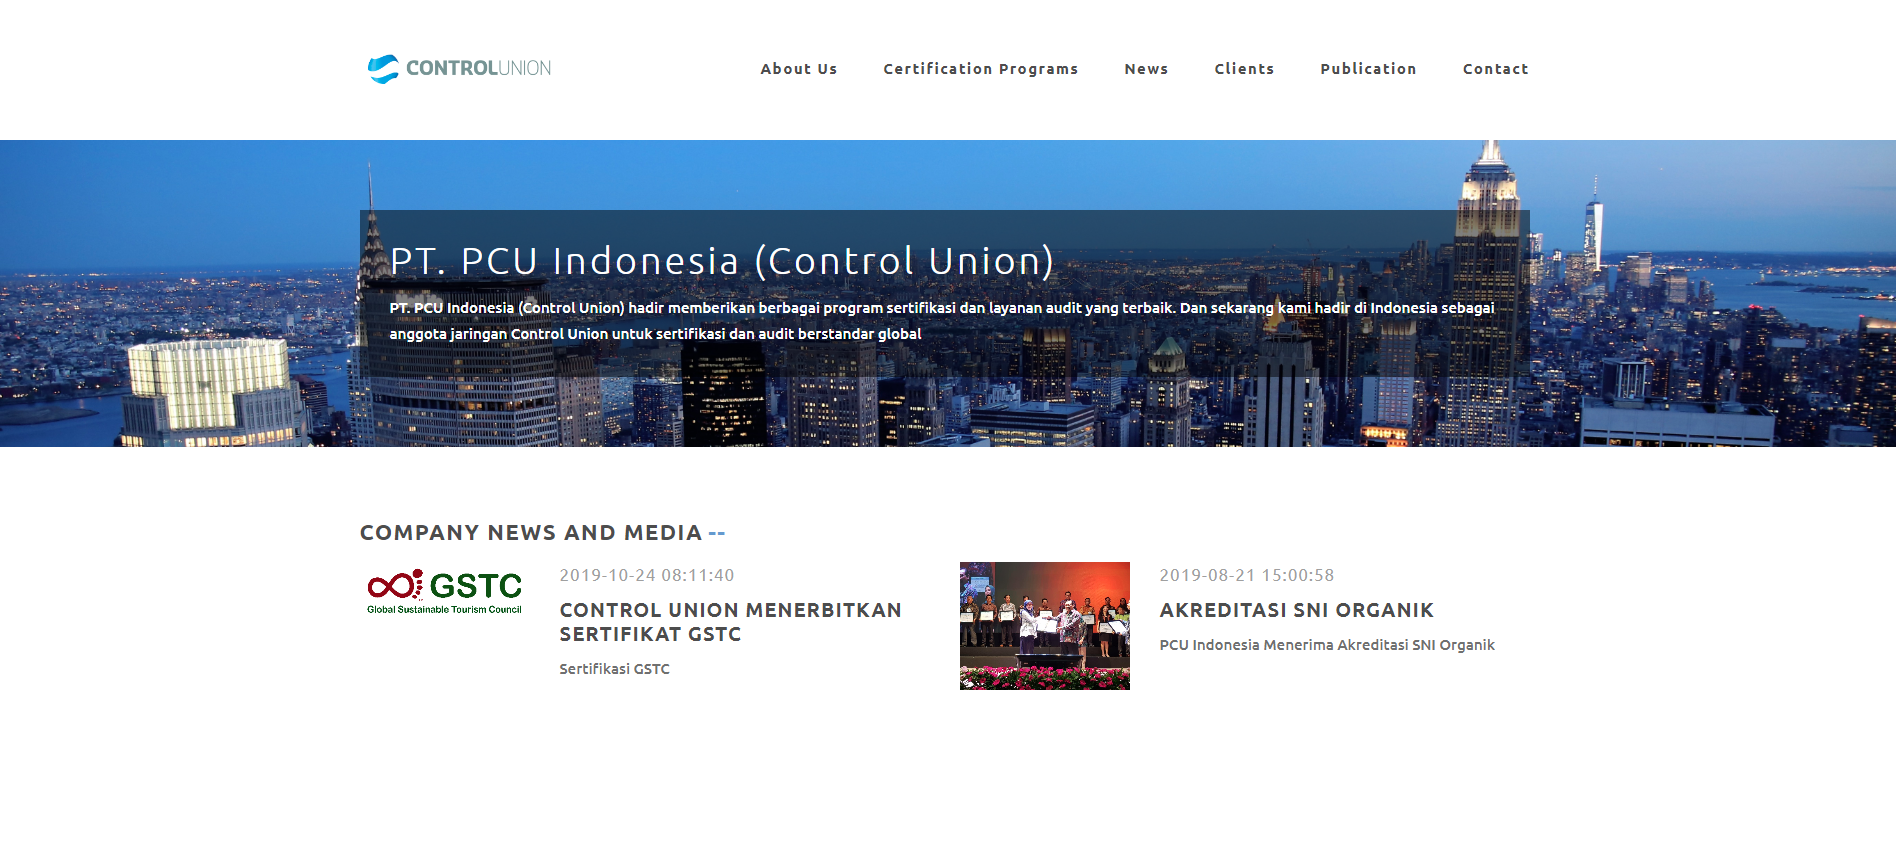 CONTROLUNION
About Us
Certification Programs
News
Clients
Publication
Contact
PT. PCU Indonesia (Control Union)
PT. PCU Indonesia (Control Union) hadir memberikan berbagai program sertifikasi dan layanan audit yang terbaik. Dan sekarang kami hadir di Indonesia sebagai
anggota jaringan Control Union untuk sertifikasi dan audit berstandar global
COMPANY NEWS AND MEDIA --
GSTC
Global Sustainable Tourism Council
2019-10-24 08:11:40
CONTROL UNION MENERBITKAN
SERTIFIKAT GSTC
Sertifikasi GSTC
2019-08-21 15:00:58
AKREDITASI SNI ORGANIK
PCU Indonesia Menerima Akreditasi SNI Organik